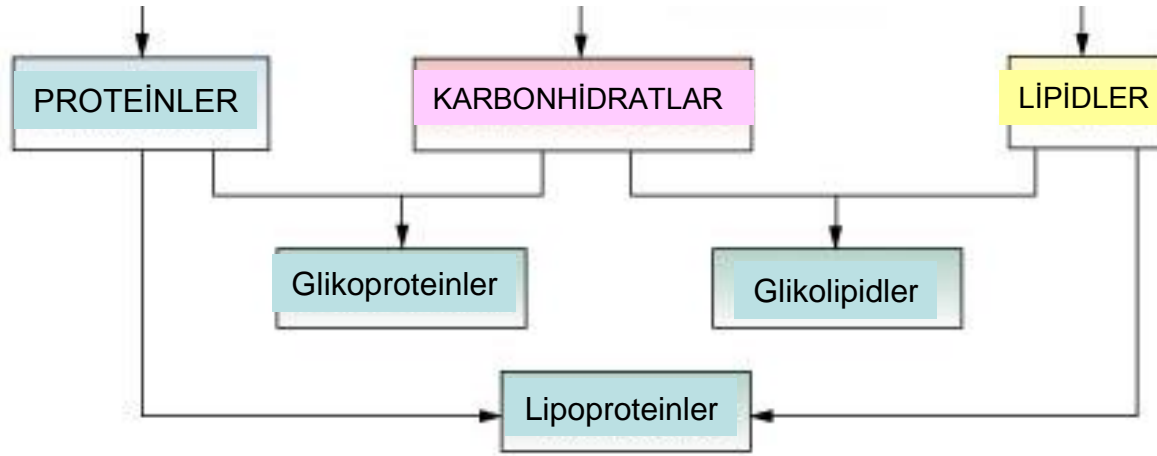 PROTEİNLER
KARBONHİDRATLAR
LİPİDLER
Glikoproteinler
Glikolipidler
Lipoproteinler